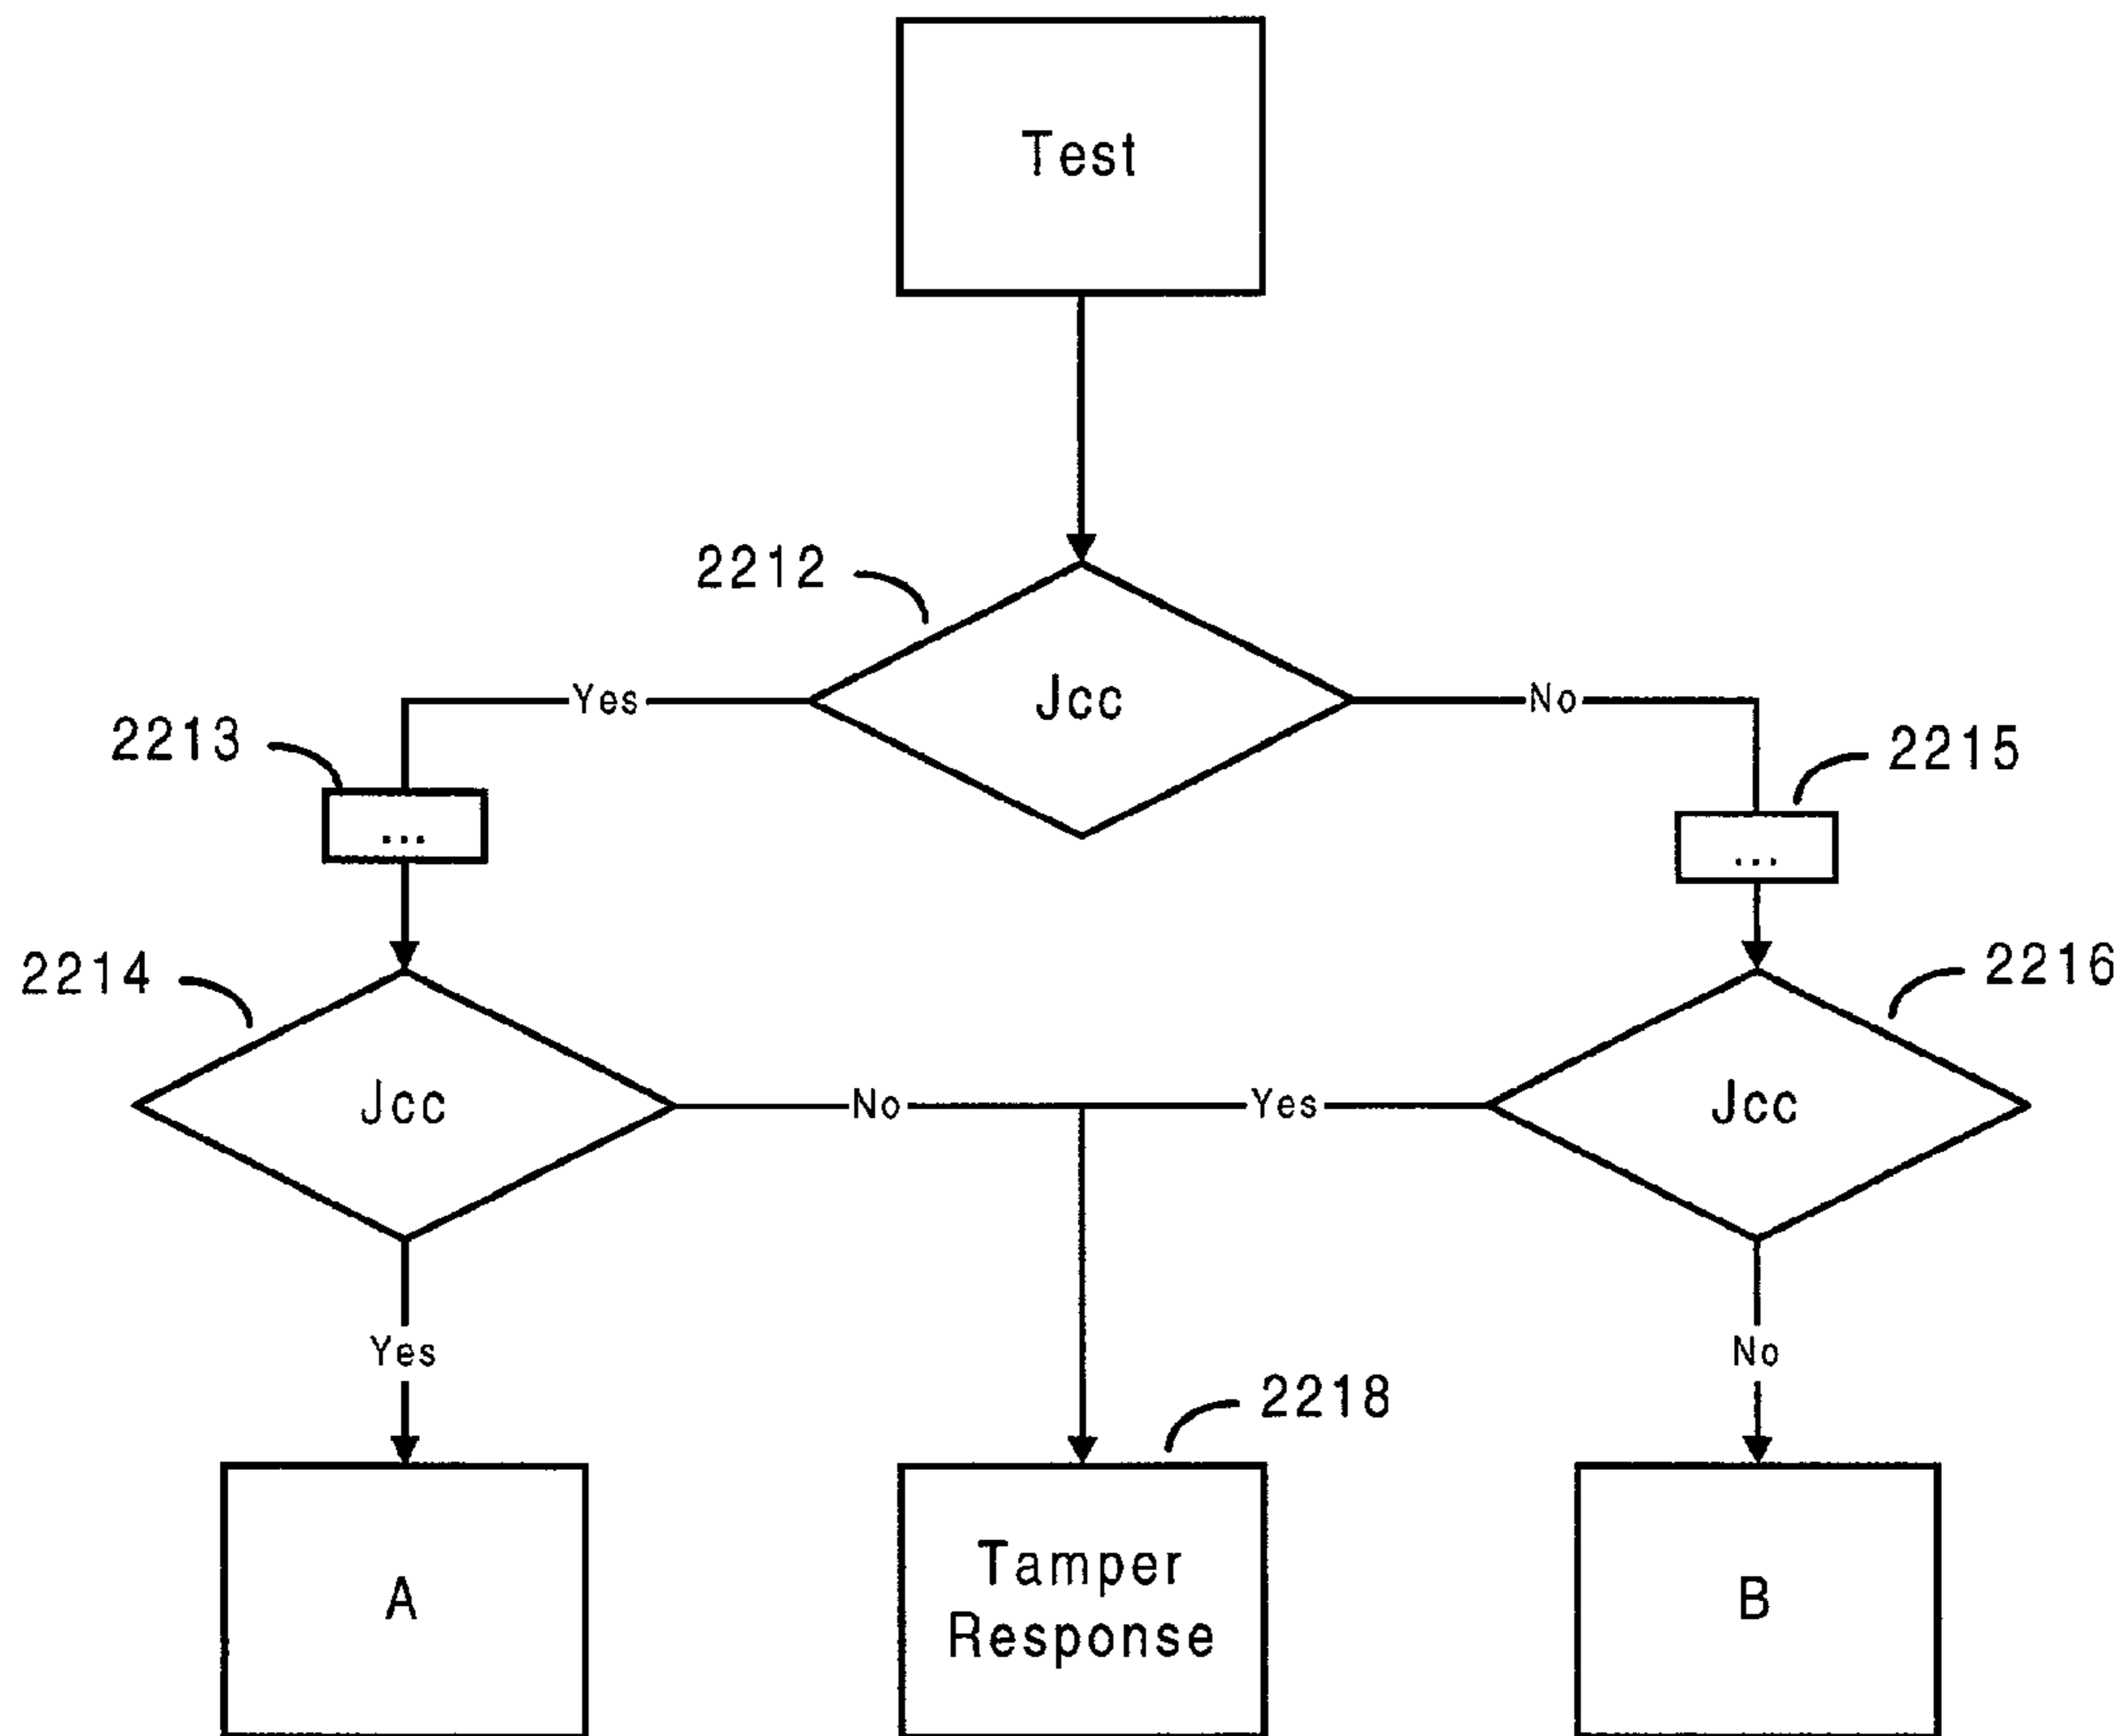 Test
2212
Jcc
Yes
No
2213
...
2215
...
2214
Jcc
No
Yes
2216
Jcc
Yes
No
2218
A
Tamper
Response
B